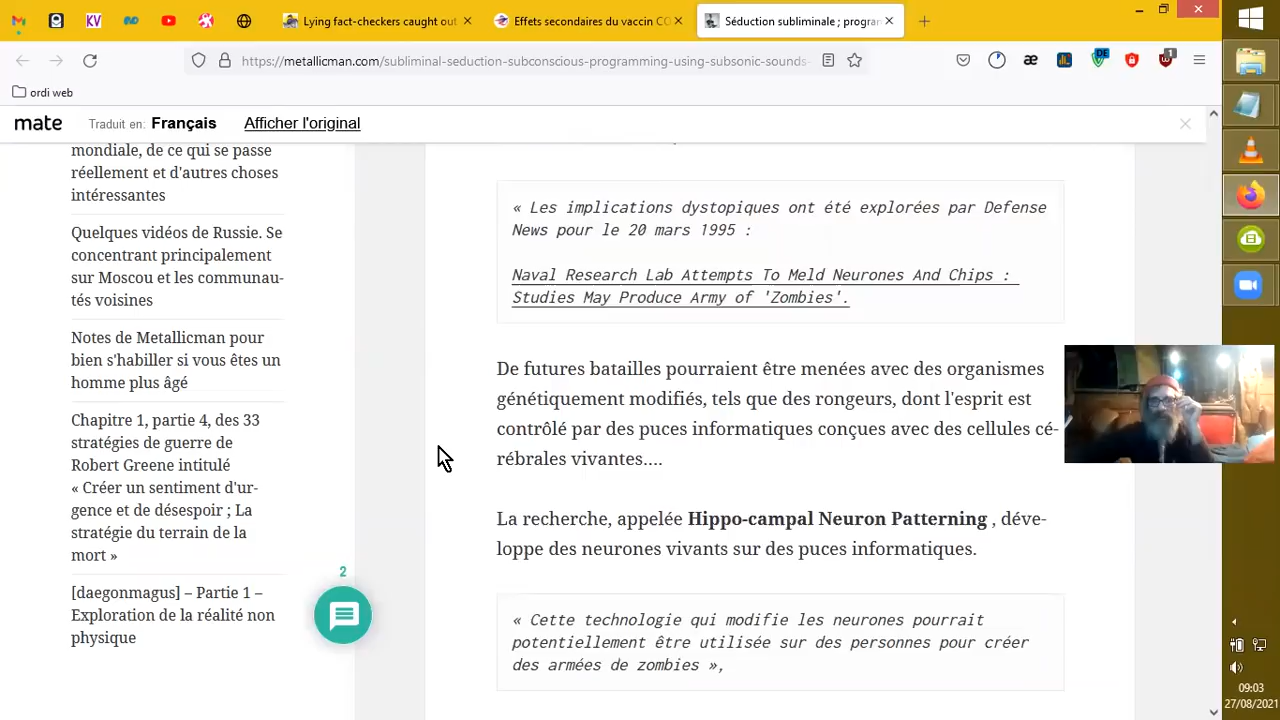 KV
Lying fact-checkers caught out
Effets secondaires du vaccin CO
Séduction subliminale ; progran
https://metallicman.com/subliminal-seduction-subconscious-programming-using-subsonic-sounds-
æ
DE
1
ordi web
mate
Traduit en: Français
Afficher l'original
mondiale, de ce qui se passe
réellement et d'autres choses
intéressantes
Quelques vidéos de Russie. Se
concentrant principalement
sur Moscou et les communau-
tés voisines
Notes de Metallicman pour
bien s'habiller si vous êtes un
homme plus âgé
Chapitre 1, partie 4, des 33
stratégies de guerre de
Robert Greene intitulé
« Créer un sentiment d'ur-
gence et de désespoir ; La
stratégie du terrain de la
mort »
[daegonmagus] – Partie 1 –
Exploration de la réalité non
physique
2
« Les implications dystopiques ont été explorées par Defense
News pour le 20 mars 1995 :
Naval Research Lab Attempts To Meld Neurones And Chips :
Studies May Produce Army of 'Zombies'.
De futures batailles pourraient être menées avec des organismes
génétiquement modifiés, tels que des rongeurs, dont l'esprit est
contrôlé par des puces informatiques conçues avec des cellules cé-
rébrales vivantes....
La recherche, appelée Hippo-campal Neuron Patterning , déve-
loppe des neurones vivants sur des puces informatiques.
« Cette technologie qui modifie les neurones pourrait
potentiellement être utilisée sur des personnes pour créer
des armées de zombies »,
09:03
27/08/2021